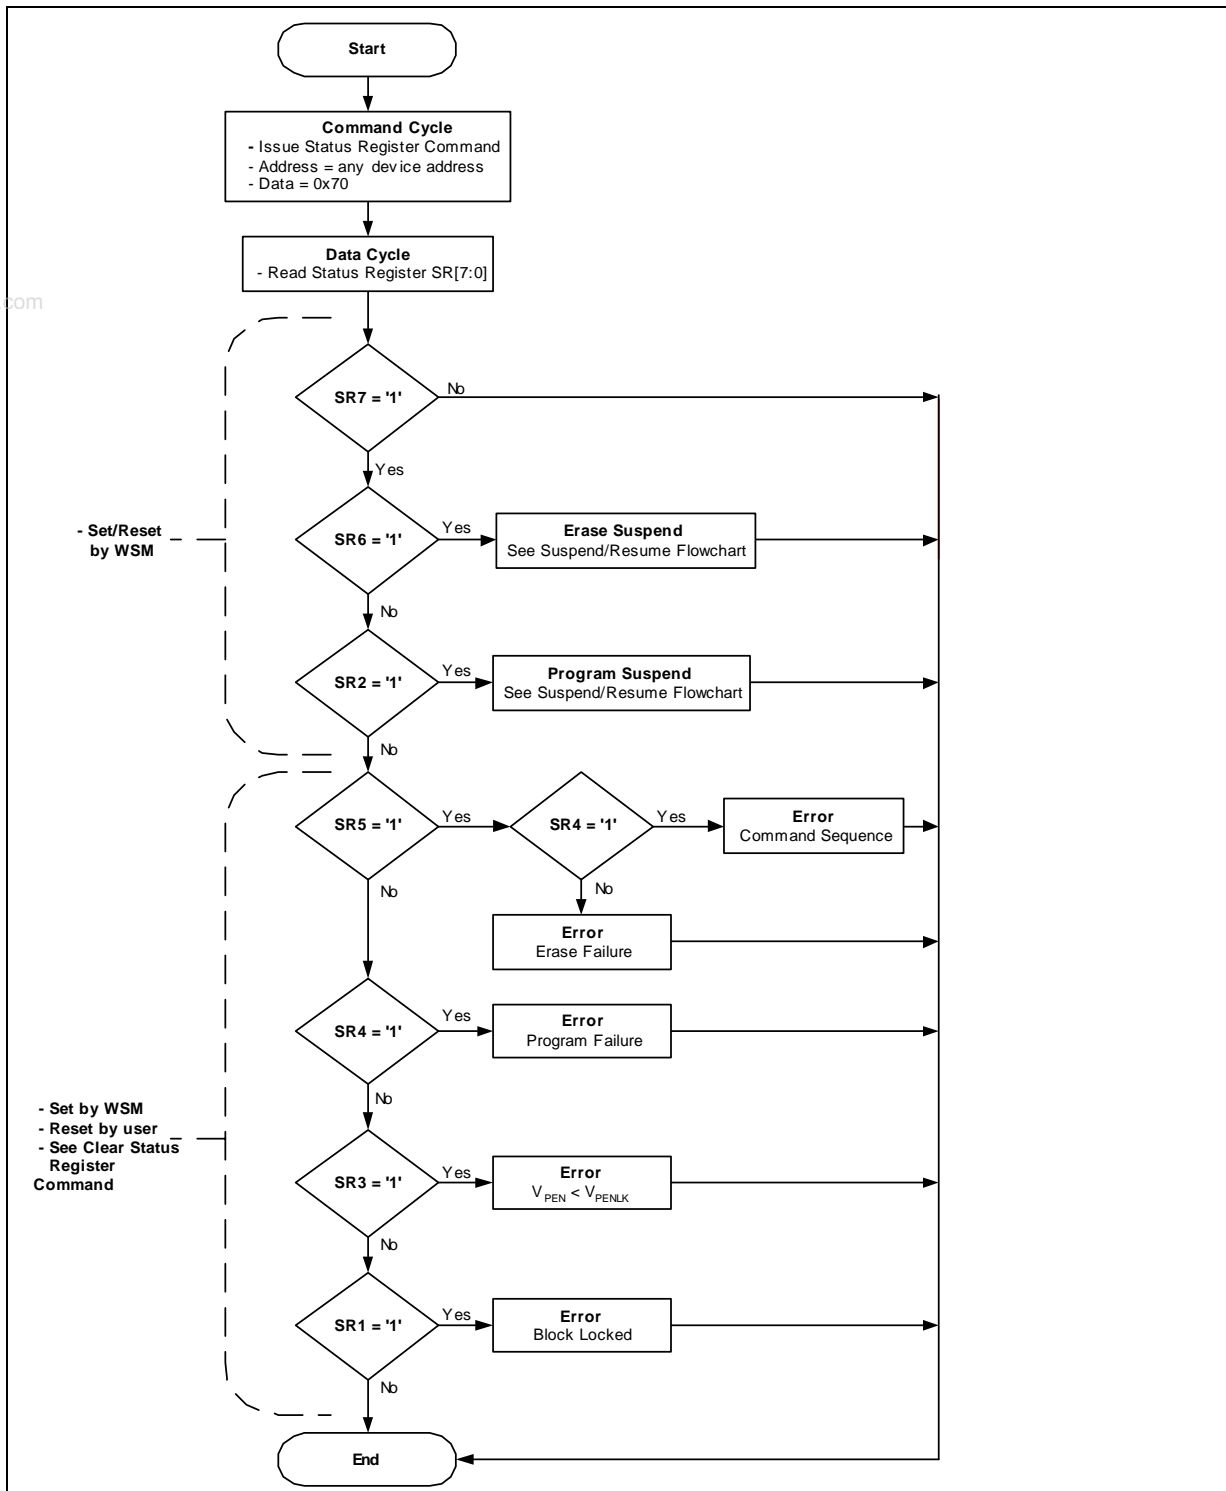 Start
Command Cycle
- Issue Status Register Command
- Address = any device address
- Data = 0x70
Data Cycle
- Read Status Register SR[7:0]
.com
SR7 = '1'
No
Yes
- Set/Reset
by WSM
SR6 = '1'
Yes
Erase Suspend
See Suspend/Resume Flowchart
No
SR2 = '1'
Yes
Program Suspend
See Suspend/Resume Flowchart
No
SR5 = '1'
Yes
SR4 = '1'
Yes
Error
Command Sequence
No
No
Error
Erase Failure
SR4 = '1'
Yes
Error
Program Failure
No
- Set by WSM
- Reset by user
- See Clear Status
Register
Command
SR3 = '1'
Yes
Error
V PEN < V PENLK
No
SR1 = '1'
Yes
Error
Block Locked
No
End